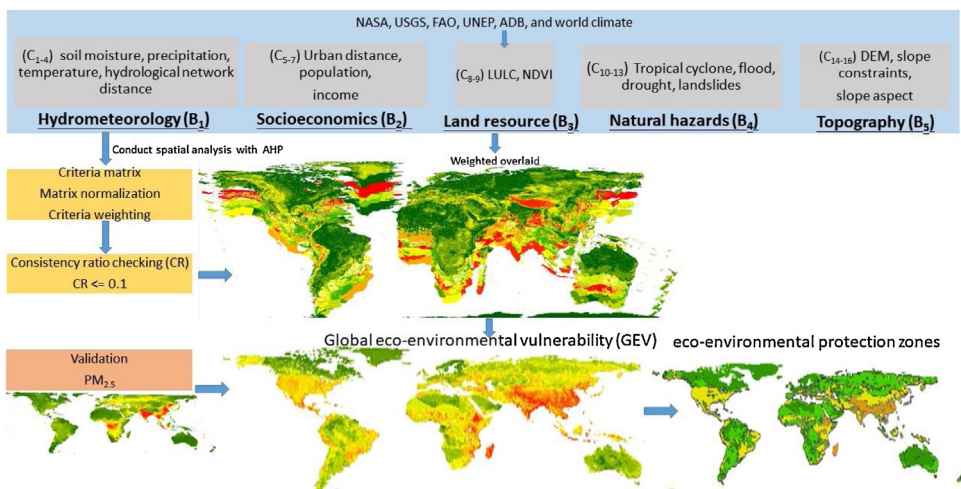 NASA, USGS, FAO, UNEP, ADB, and world climate
(C1-4) soil moisture, precipitation,
temperature, hydrological network
distance
Hydrometeorology (B1)
(C5-7) Urban distance,
population,
income
Socioeconomics (B2)
(C8-9) LULC, NDVI
Land resource (B3)
(C10-13) Tropical cyclone, flood,
drought, landslides
Natural hazards (B4)
(C14-16) DEM, slope
constraints,
slope aspect
Topography (B5)
Conduct spatial analysis with AHP
Weighted overlaid
Criteria matrix
Matrix normalization
Criteria weighting
Consistency ratio checking (CR)
CR <= 0.1
Global eco-environmental vulnerability (GEV)
eco-environmental protection zones
Validation
PM2.5